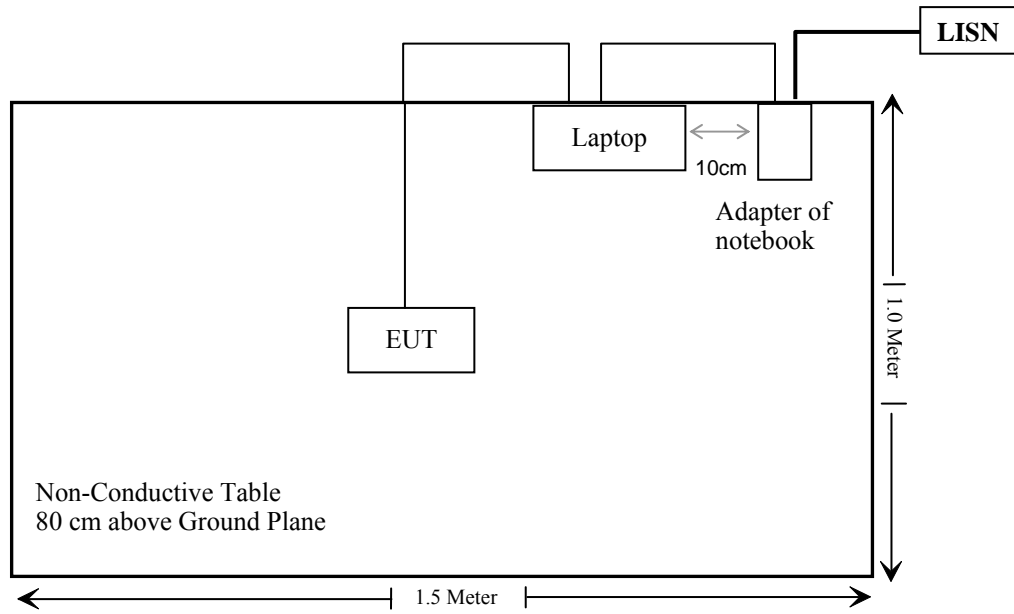 LISN
Laptop
10cm
Adapter of
notebook
EUT
1.0 Meter
Non-Conductive Table
80 cm above Ground Plane
1.5 Meter